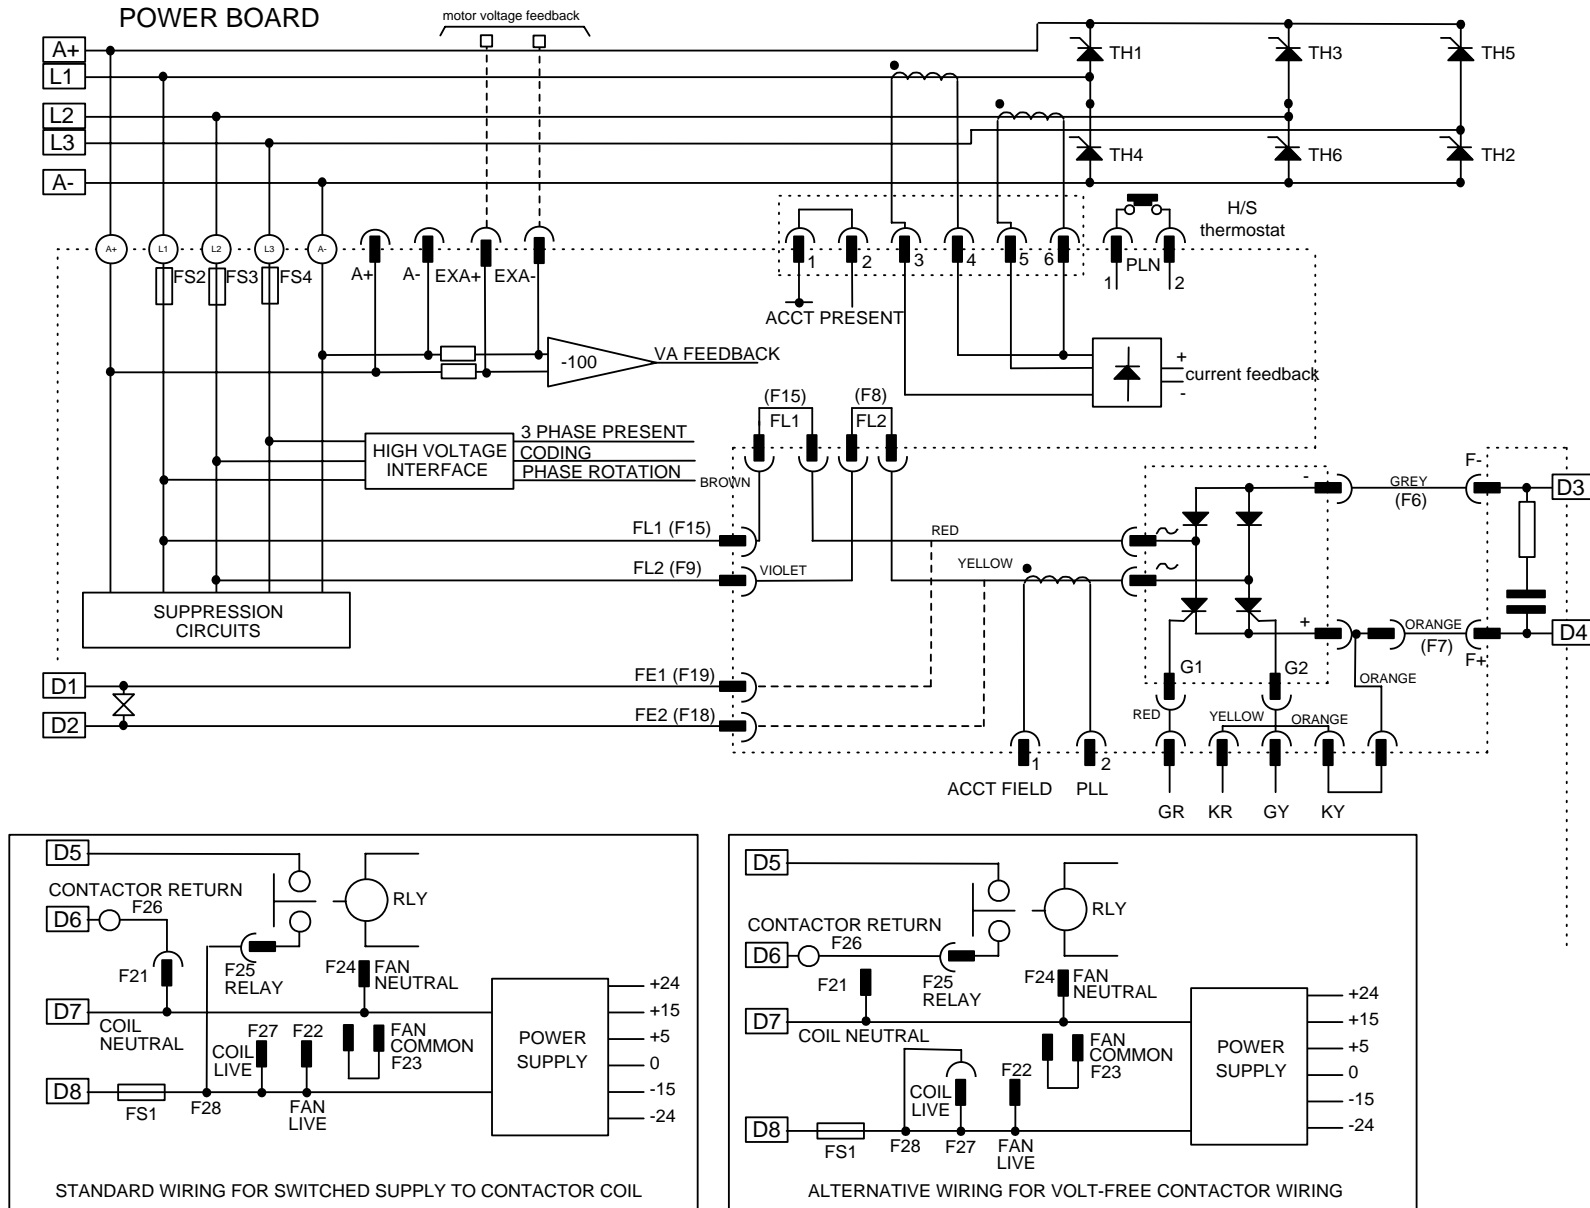 POWER BOARD
motor voltage feedback
A+
L1
L2
L3
A-
TH1
TH3
TH5
TH4
TH6
TH2
H/S
thermostat
A+
L1
L2
L3
A-
FS2
FS3
FS4
A+
A-
EXA+
EXA-
1
2
3
4
5
6
PLN
1
2
ACCT PRESENT
-100
VA FEEDBACK
+
current feedback
-
(F15)
FL1
(F8)
FL2
HIGH VOLTAGE
INTERFACE
3 PHASE PRESENT
CODING
PHASE ROTATION
BROWN
FL1 (F15)
RED
FL2 (F9)
VIOLET
YELLOW
-
GREY
(F6)
F-
D3
+
ORANGE
(F7)
F+
D4
SUPPRESSION
CIRCUITS
G1
G2
ORANGE
D1
FE1 (F19)
D2
FE2 (F18)
RED
YELLOW
ORANGE
1
2
ACCT FIELD
PLL
GR
KR
GY
KY
D5
CONTACTOR RETURN
D6
F26
RLY
F21
F25
RELAY
F24
FAN
NEUTRAL
D7
COIL
NEUTRAL
COIL
LIVE
F27
F22
FAN
COMMON
F23
D8
FS1
F28
FAN
LIVE
POWER
SUPPLY
+24
+15
+5
0
-15
-24
STANDARD WIRING FOR SWITCHED SUPPLY TO CONTACTOR COIL
D5
CONTACTOR RETURN
D6
F26
RLY
F21
F25
RELAY
F24
FAN
NEUTRAL
D7
COIL NEUTRAL
COIL
LIVE
F22
FAN
COMMON
F23
D8
FS1
F28
F27
FAN
LIVE
POWER
SUPPLY
+24
+15
+5
0
-15
-24
ALTERNATIVE WIRING FOR VOLT-FREE CONTACTOR WIRING